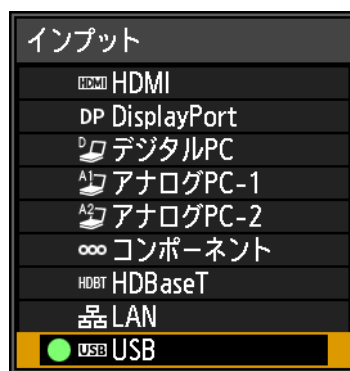 インプット
HDMI HDMI
DP DisplayPort
D デジタルPC
A1 アナログPC-1
A2 アナログPC-2
コンポーネント
HDBT HDBaseT
LAN
USB USB